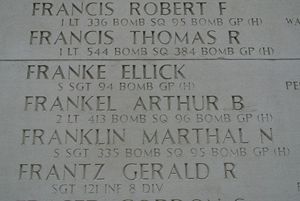 FRANCIS ROBERT F
1 LT 336 BOMB SQ 95 BOMB GP (H)
FRANCIS THOMAS R
1 LT 544 BOMB SQ 384 BOMB GP (H)
FRANKE ELLICK
S SGT 94 BOMB GP (H)
FRANKEL ARTHUR B
2 LT 413 BOMB SQ 96 BOMB GP (H)
FRANKLIN MARTHAL N
S SGT 335 BOMB SQ 95 BOMB GP (H)
FRANTZ GERALD R
SGT 121 INF 8 DIV